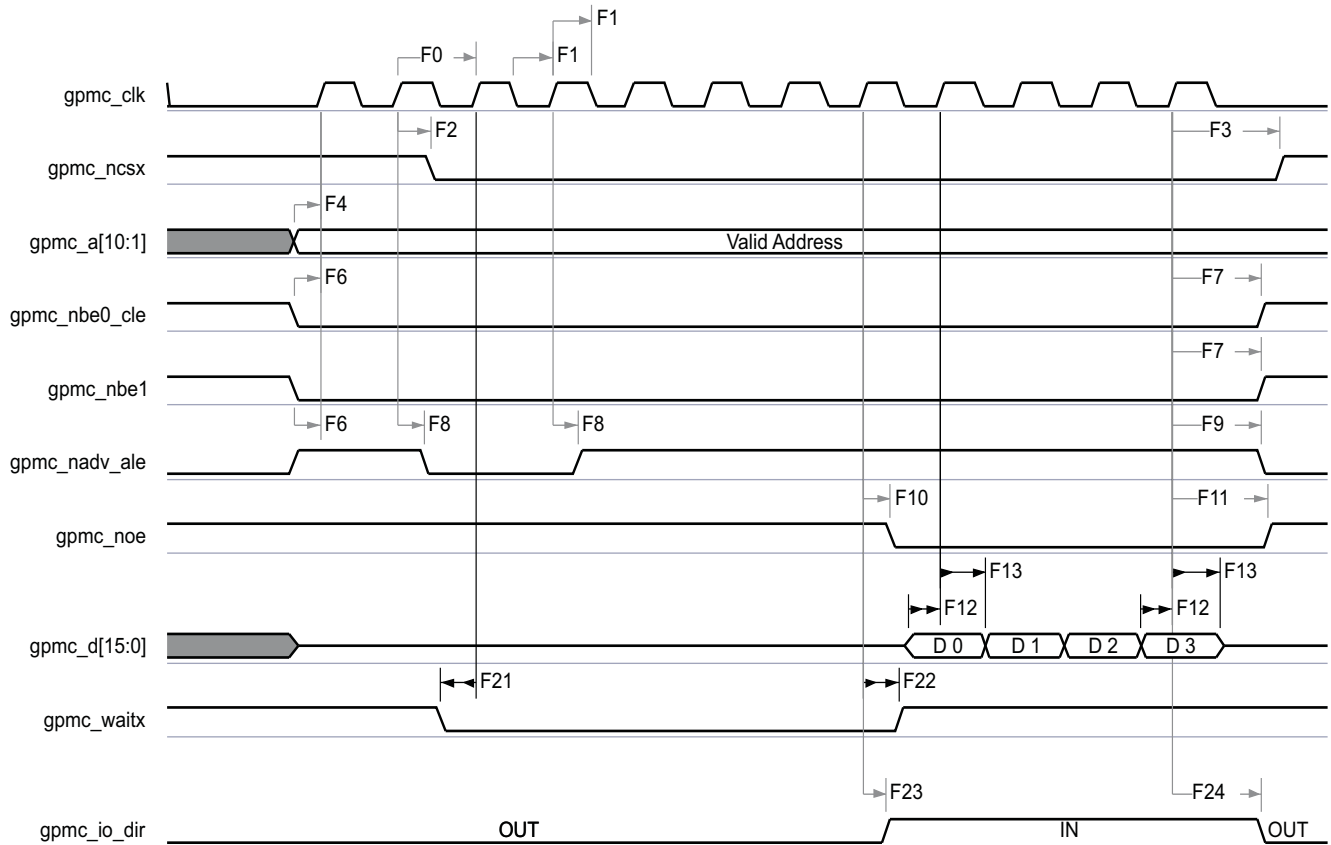 F1
F0 F1
gpmc_clk
F2 F3
gpmc_ncsx
F4
gpmc_a[10:1] Valid Address
F6 F7
gpmc_nbe0_cle
F7
gpmc_nbe1
F6 F8 F8 F9
gpmc_nadv_ale
F10 F11
gpmc_noe
F13 F13
F12 F12
gpmc_d[15:0] D 0 D 1 D 2 D 3
F21 F22
gpmc_waitx
F23 F24
gpmc_io_dir OUT IN OUT